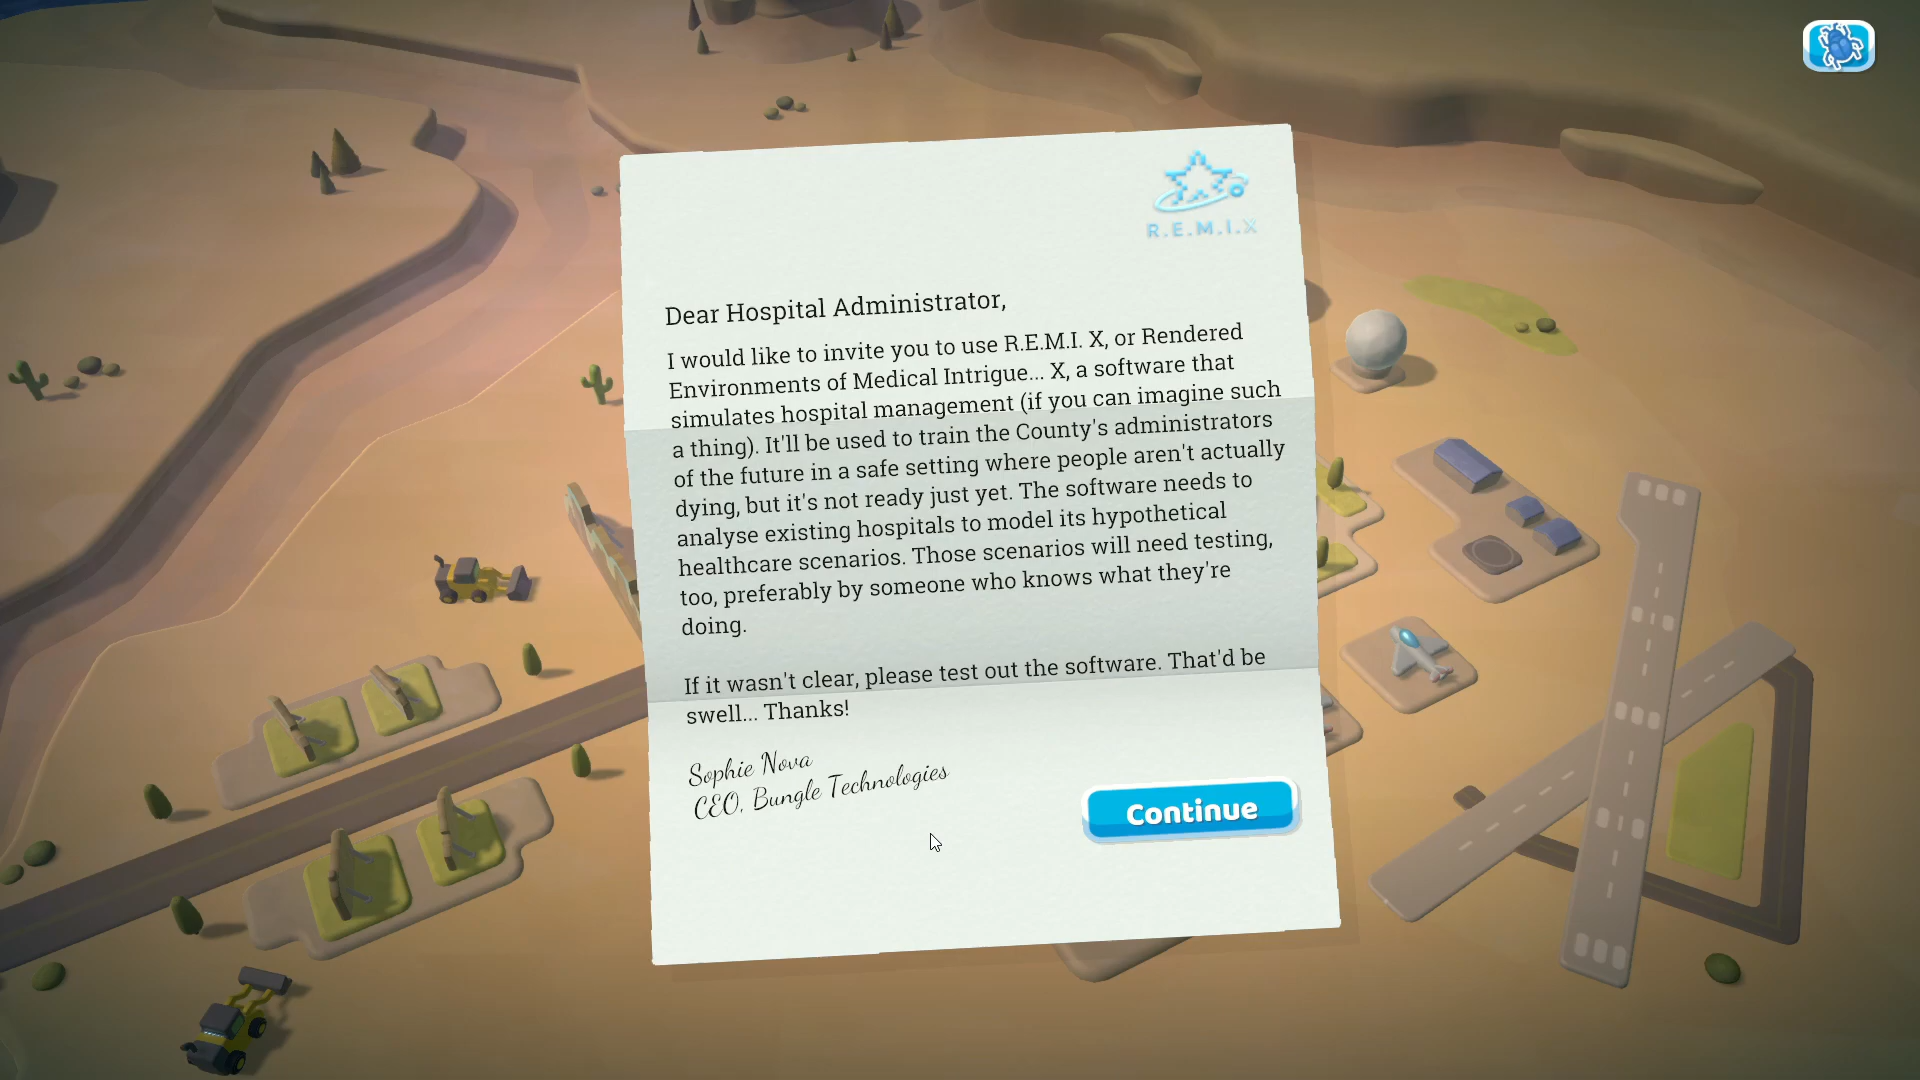 R.E.M.I.X
Dear Hospital Administrator,
I would like to invite you to use R.E.M.I. X, or Rendered
Environments of Medical Intrigue... X, a software that
simulates hospital management (if you can imagine such
a thing). It'll be used to train the County's administrators
of the future in a safe setting where people aren't actually
dying, but it's not ready just yet. The software needs to
analyse existing hospitals to model its hypothetical
healthcare scenarios. Those scenarios will need testing,
too, preferably by someone who knows what they're
doing.
If it wasn't clear, please test out the software. That'd be
swell... Thanks!
Sophie Nova
CEO, Bungle Technologies
Continue